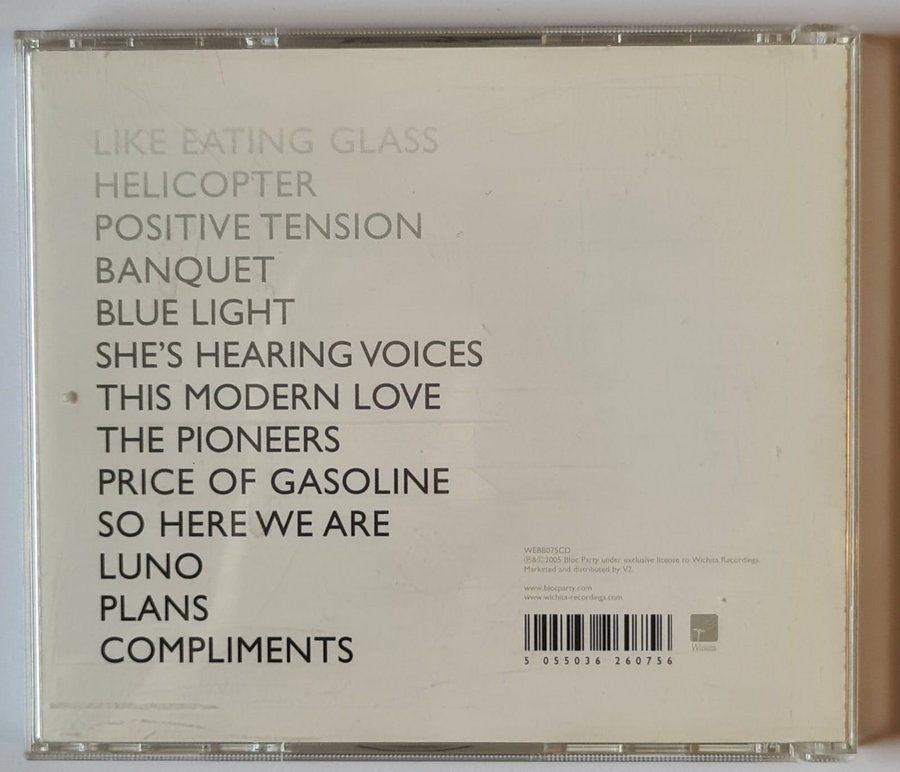 LIKE EATING GLASS
HELICOPTER
POSITIVE TENSION
BANQUET
BLUE LIGHT
SHE'S HEARING VOICES
THIS MODERN LOVE
THE PIONEERS
PRICE OF GASOLINE
SO HERE WE ARE
LUNO
PLANS
COMPLIMENTS
WEBB075CD
℗&© 2005 Bloc Party under exclusive license to Wichita Recordings.
Marketed and distributed by V2.
www.blocparty.com
www.wichita-recordings.com
5 055036 260756
Wichita